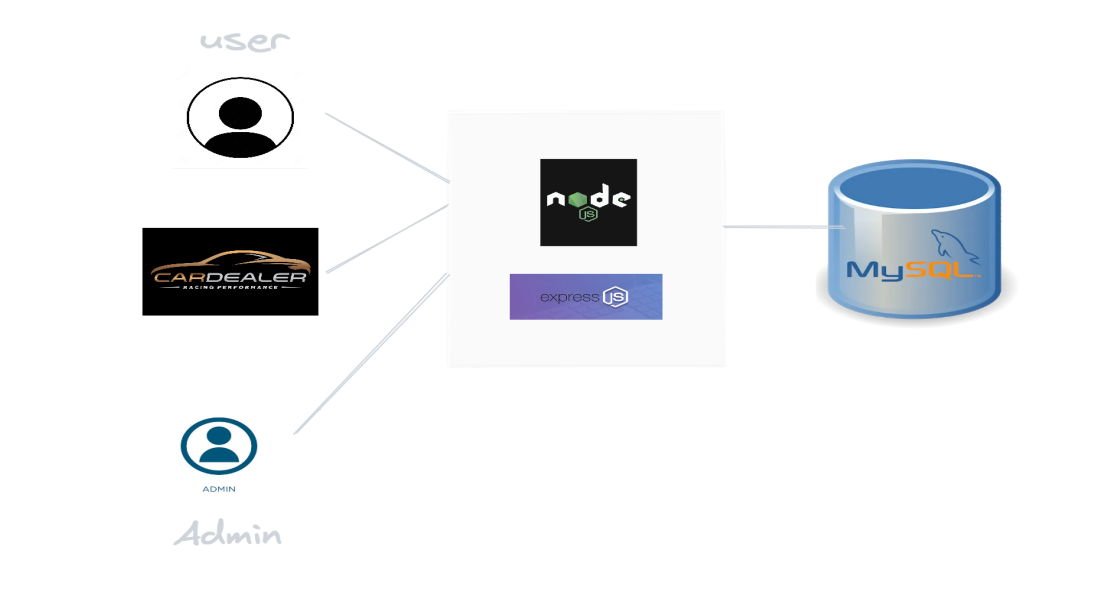 user
CARDEALER
RACING PERFORMANCE
node
JS
express JS
MySQL
ADMIN
Admin